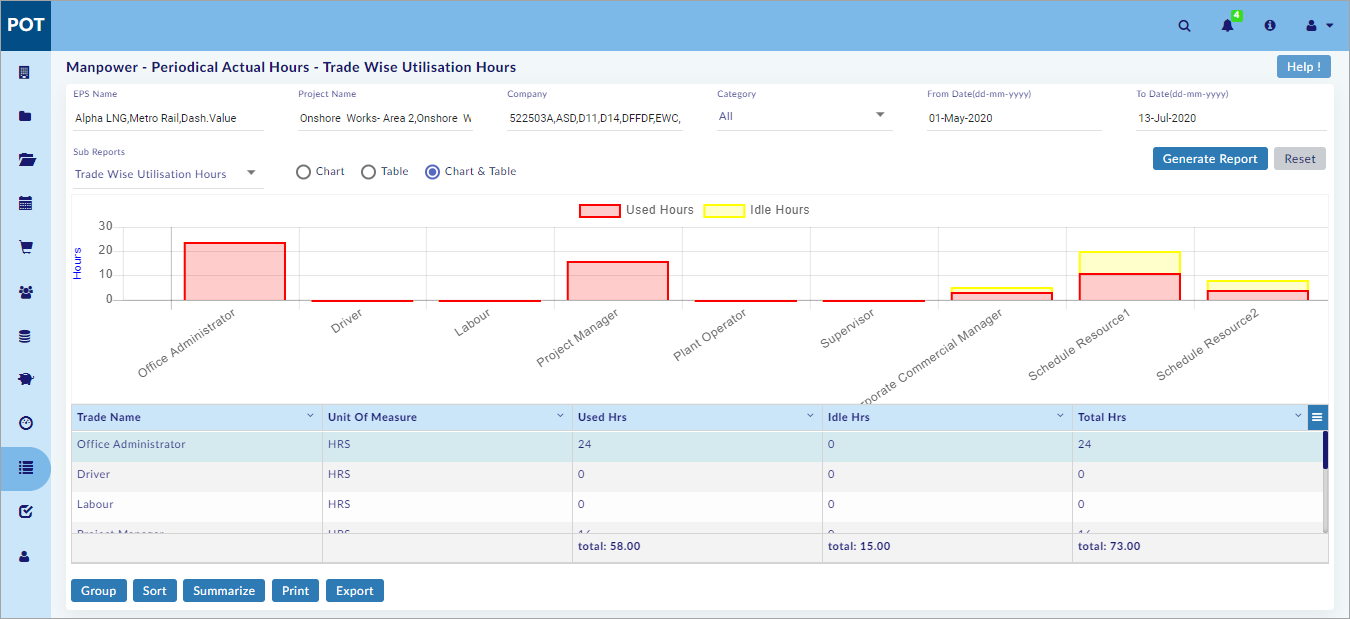 POT
4
Manpower - Periodical Actual Hours - Trade Wise Utilisation Hours
Help !
EPS Name Project Name Company Category From Date(dd-mm-yyyy) To Date(dd-mm-yyyy)
Alpha LNG,Metro Rail,Dash.Value Onshore Works- Area 2,Onshore W 522503A,ASD,D11,D14,DFFDF,EWC, All 01-May-2020 13-Jul-2020
Sub Reports
Trade Wise Utilisation Hours Chart Table Chart & Table Generate Report Reset
Used Hours Idle Hours
Hours
30
20
10
0
Office Administrator
Driver
Labour
Project Manager
Plant Operator
Supervisor
rporate Commercial Manager
Schedule Resource1
Schedule Resource2
Trade Name Unit Of Measure Used Hrs Idle Hrs Total Hrs
Office Administrator HRS 24 0 24
Driver HRS 0 0 0
Labour HRS 0 0 0
Project Manager HRS 16 0 16
total: 58.00 total: 15.00 total: 73.00
Group Sort Summarize Print Export